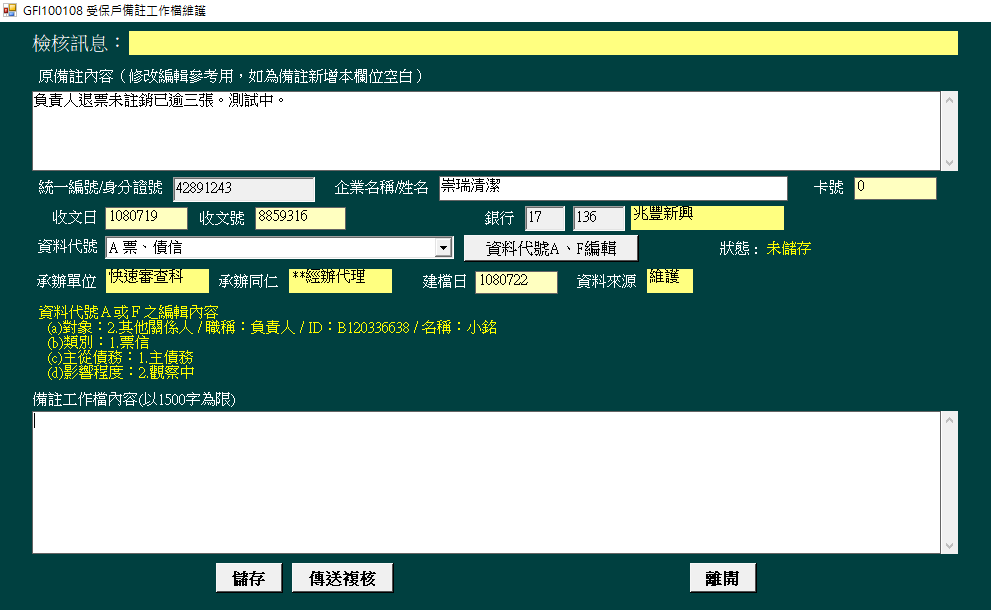 GFI100108 受保戶備註工作檔維護
檢核訊息：
原備註內容（修改編輯參考用，如為備註新增本欄位空白）
負責人退票未註銷已逾三張。測試中。
統一編號/身分證號 42891243 企業名稱/姓名 崇瑞清潔 卡號 0
收文日 1080719 收文號 8859316 銀行 17 136 兆豐新興
資料代號 A 票、債信 資料代號A、F編輯 狀態： 未儲存
承辦單位 快速審查科 承辦同仁 **經辦代理 建檔日 1080722 資料來源 維護
資料代號Ａ或Ｆ之編輯內容
(a)對象：2.其他關係人 / 職稱：負責人 / ID：B120336638 / 名稱：小銘
(b)類別：1.票信
(c)主從債務：1.主債務
(d)影響程度：2.觀察中
備註工作檔內容(以1500字為限)
儲存 傳送複核 離開